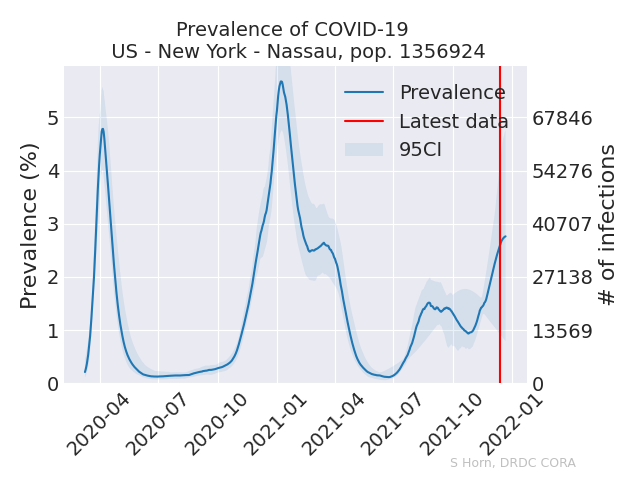 Prevalence of COVID-19
US - New York - Nassau, pop. 1356924
Prevalence
Latest data
95CI
Prevalence (%)
5
4
3
2
1
0
67846
54276
40707
27138
13569
0
# of infections
2020-04
2020-07
2020-10
2021-01
2021-04
2021-07
2021-10
2022-01
S Horn, DRDC CORA